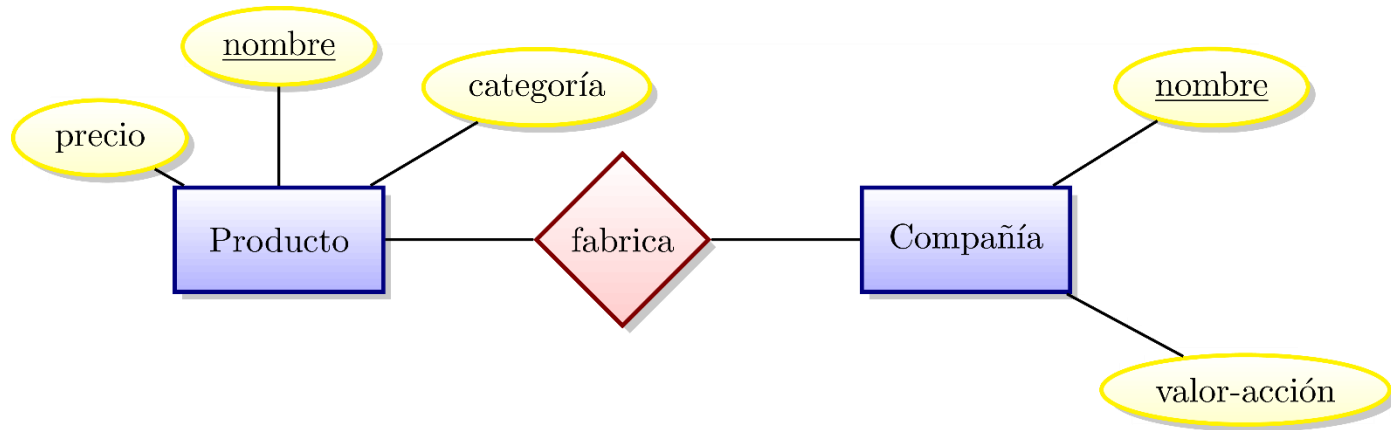 nombre
categoría
nombre
precio
Producto
fabrica
Compañía
valor-acción